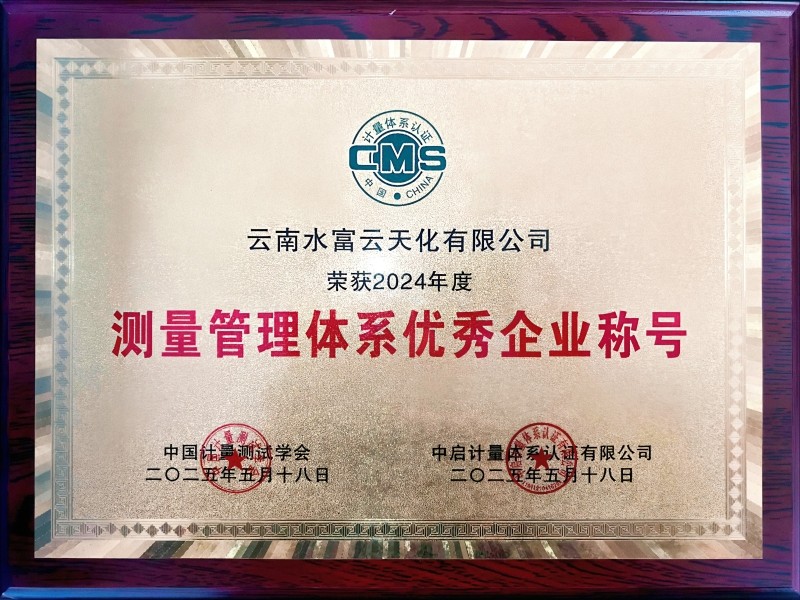 计量体系认证
CMS
中国 CHINA
云南水富云天化有限公司
荣获2024年度
测量管理体系优秀企业称号
中国计量测试学会
二〇二五年五月十八日
中启计量体系认证有限公司
二〇二五年五月十八日